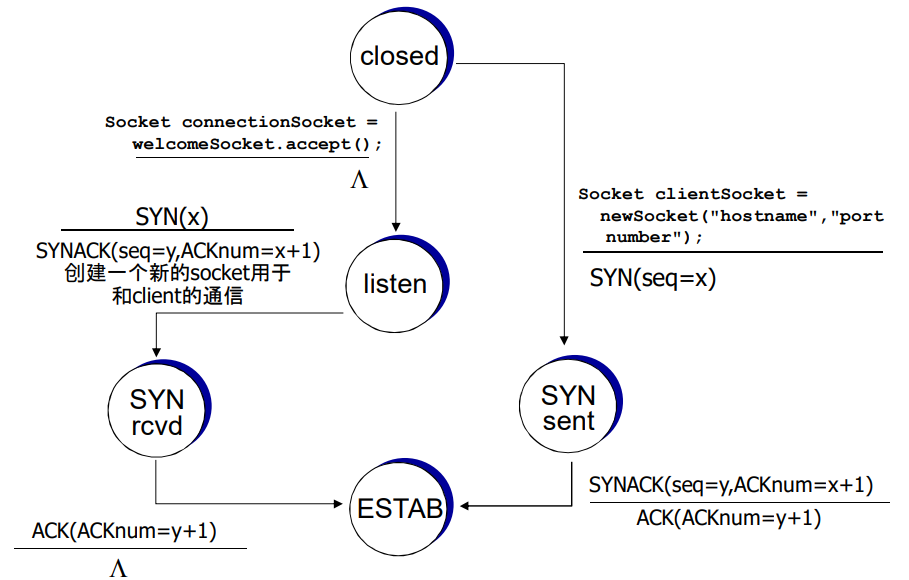 closed
Socket connectionSocket =
welcomeSocket.accept();
Λ
Socket clientSocket =
newSocket("hostname","port
number");
SYN(seq=x)
SYN(x)
SYNACK(seq=y,ACKnum=x+1)
创建一个新的socket用于
和client的通信
listen
SYN
rcvd
SYN
sent
ESTAB
SYNACK(seq=y,ACKnum=x+1)
ACK(ACKnum=y+1)
ACK(ACKnum=y+1)
Λ